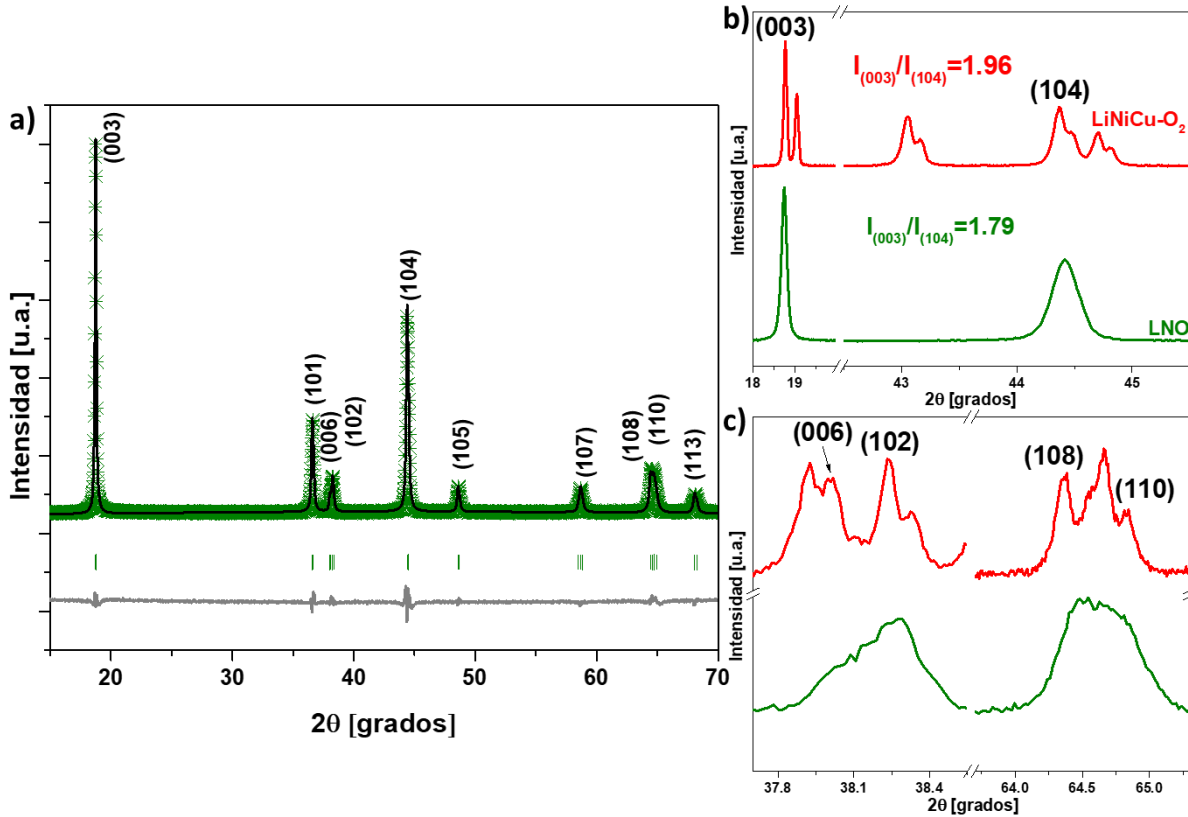 a)
Intensidad [u.a.]
(003)
(101)
(006)
(102)
(104)
(105)
(107)
(108)
(110)
(113)
20 30 40 50 60 70
2θ [grados]
b)
Intensidad [u.a.]
(003)
I(003)/I(104)=1.96
(104)
LiNiCu-O2
I(003)/I(104)=1.79
LNO
18 19 43 44 45
2θ [grados]
c)
Intensidad [u.a.]
(006)
(102)
(108)
(110)
37.8 38.1 38.4 64.0 64.5 65.0
2θ [grados]